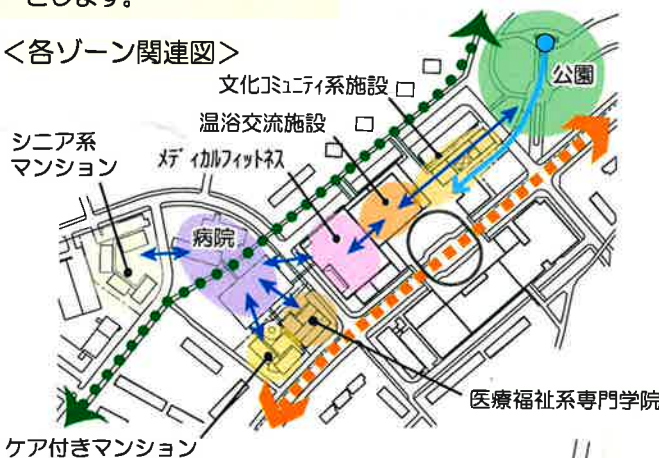 とします。
＜各ゾーン関連図＞
公園
文化コミュニティ系施設
温浴交流施設
シニア系
マンション
メディカルフィットネス
病院
医療福祉系専門学院
ケア付きマンション